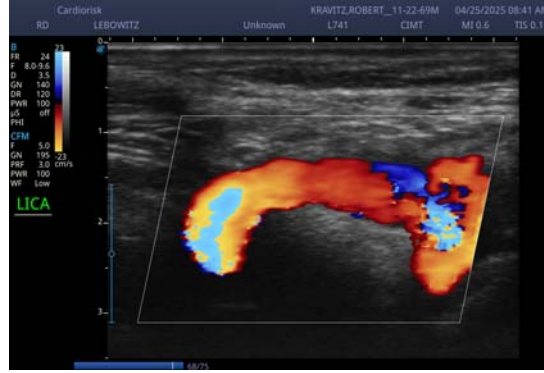 Cardiorisk KRAVITZ,ROBERT__11-22-69M 04/25/2025 08:41 AM
RD LEBOWITZ Unknown L741 CIMT MI 0.6 TIS 0.1
B
FR 24
F 8.0-9.6
D 3.5
GN 140
DR 120
PWR 100
µS off
PHI
CFM
F 5.0
GN 195
PRF 3.0
PWR 100
WF Low
23
-23
cm/s
LICA
0
1
2
3
68/75